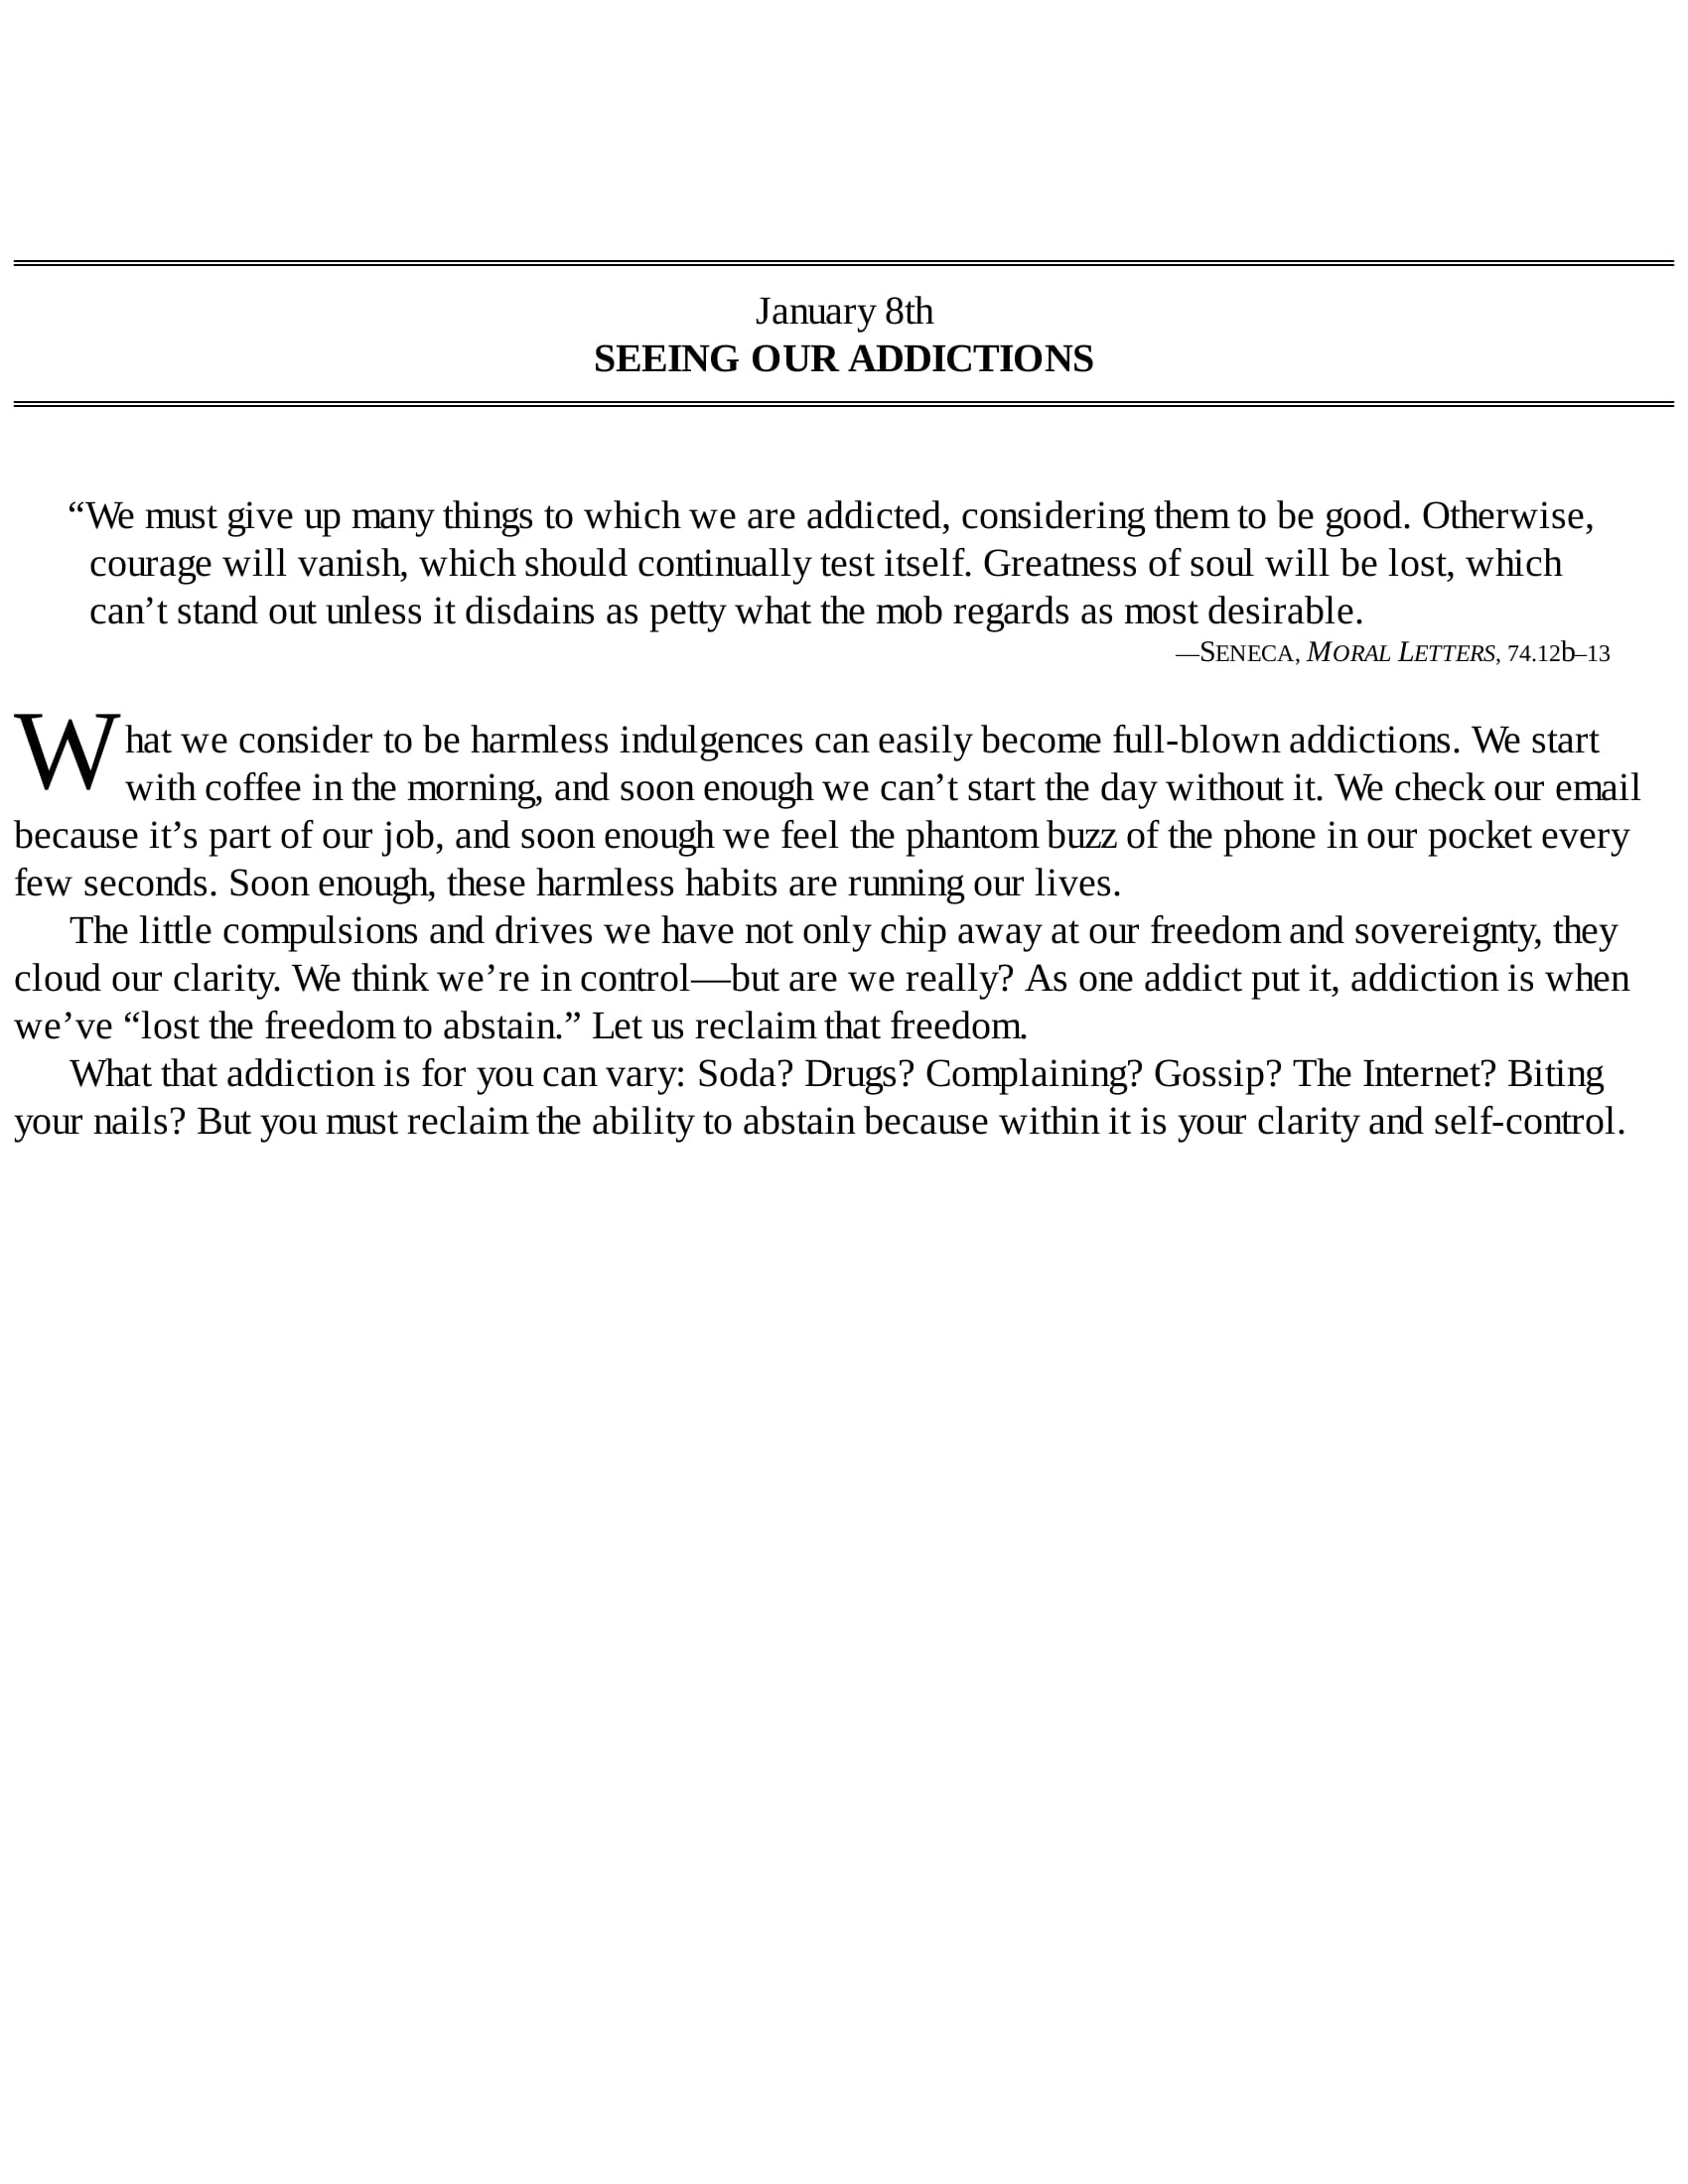 January 8th
SEEING OUR ADDICTIONS
“We must give up many things to which we are addicted, considering them to be good. Otherwise,
courage will vanish, which should continually test itself. Greatness of soul will be lost, which
can’t stand out unless it disdains as petty what the mob regards as most desirable.
—SENECA, MORAL LETTERS, 74.12b–13
What we consider to be harmless indulgences can easily become full-blown addictions. We start
with coffee in the morning, and soon enough we can’t start the day without it. We check our email
because it’s part of our job, and soon enough we feel the phantom buzz of the phone in our pocket every
few seconds. Soon enough, these harmless habits are running our lives.
The little compulsions and drives we have not only chip away at our freedom and sovereignty, they
cloud our clarity. We think we’re in control—but are we really? As one addict put it, addiction is when
we’ve “lost the freedom to abstain.” Let us reclaim that freedom.
What that addiction is for you can vary: Soda? Drugs? Complaining? Gossip? The Internet? Biting
your nails? But you must reclaim the ability to abstain because within it is your clarity and self-control.